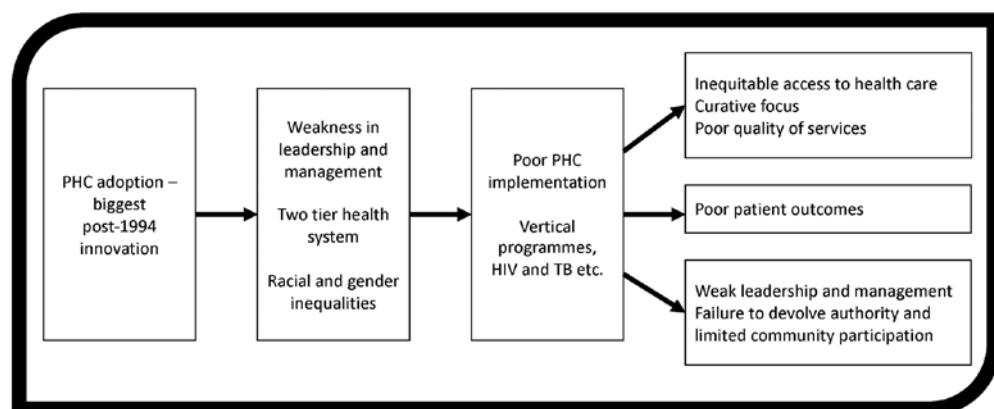 PHC adoption –
biggest
post-1994
innovation
Weakness in
leadership and
management
Two tier health
system
Racial and gender
inequalities
Poor PHC
implementation
Vertical
programmes,
HIV and TB etc.
Inequitable access to health care
Curative focus
Poor quality of services
Poor patient outcomes
Weak leadership and management
Failure to devolve authority and
limited community participation